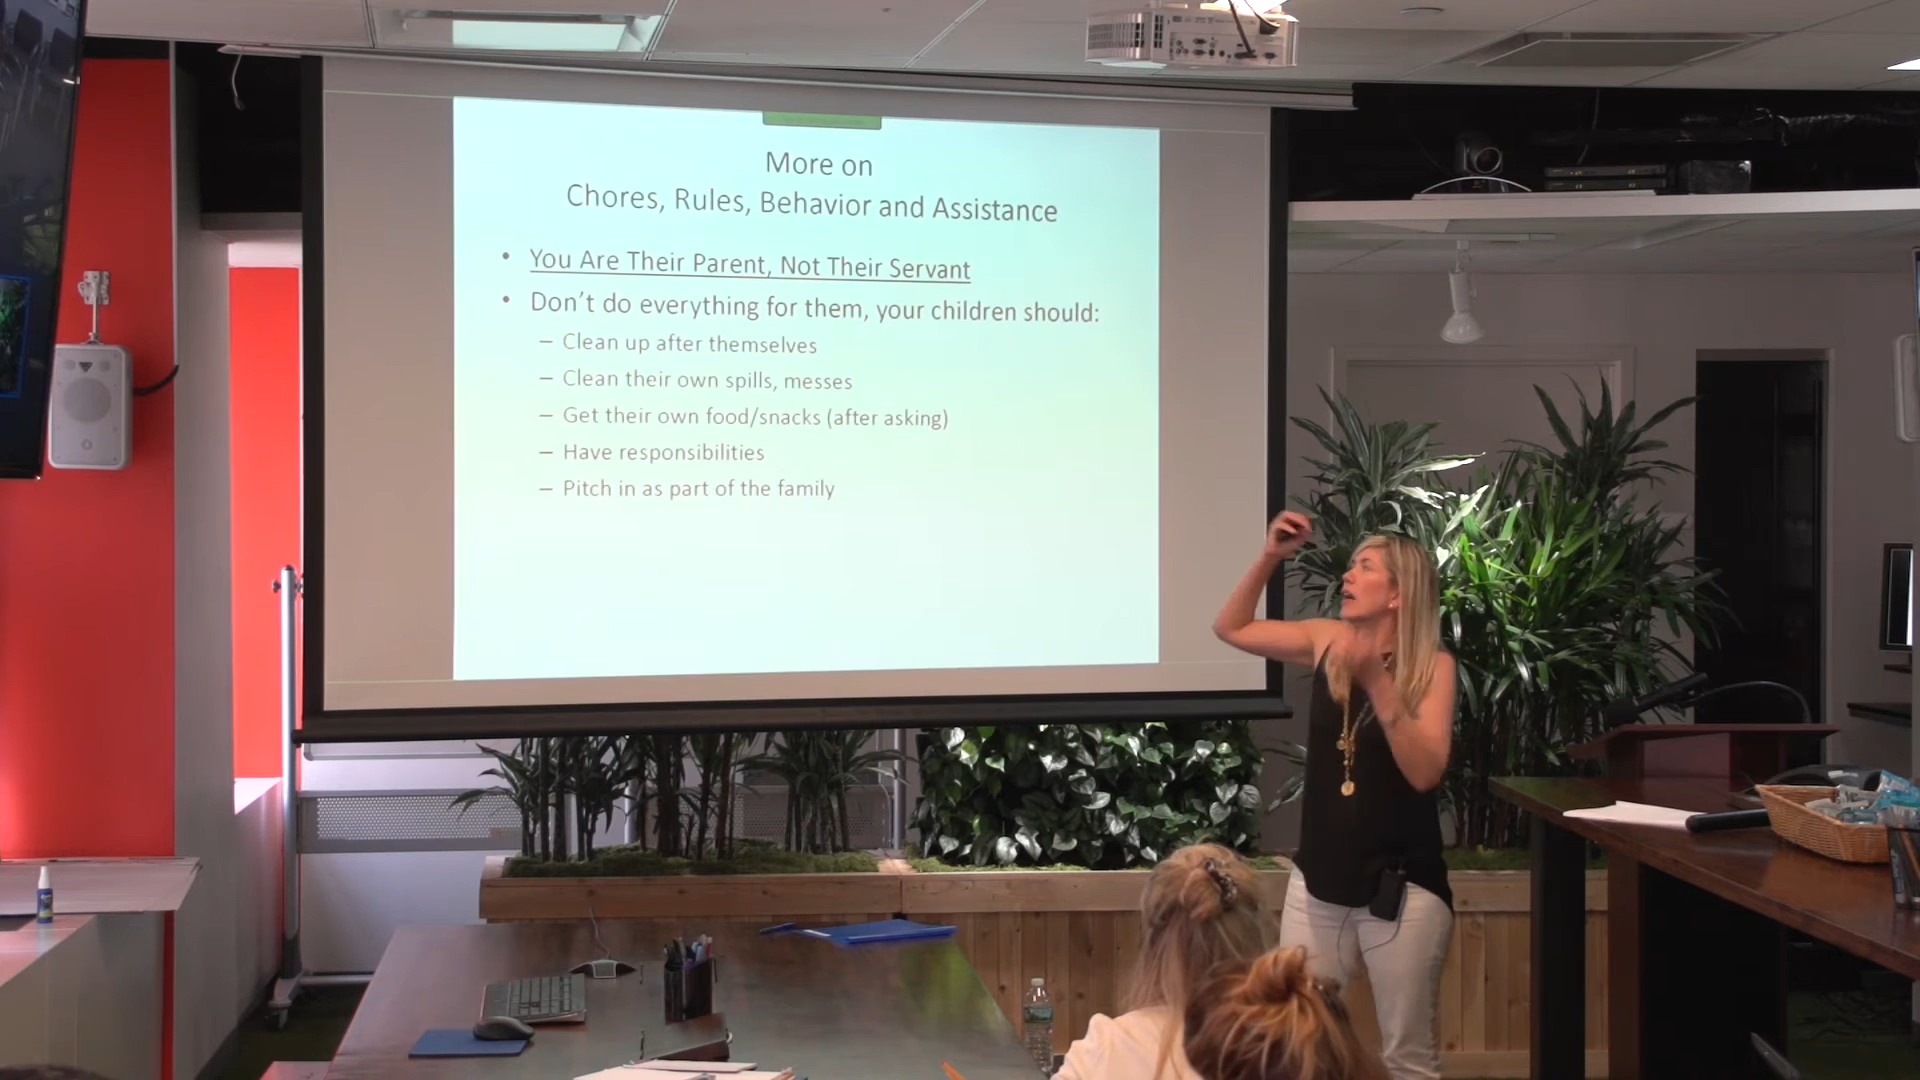 More on
Chores, Rules, Behavior and Assistance
• You Are Their Parent, Not Their Servant
• Don't do everything for them, your children should:
– Clean up after themselves
– Clean their own spills, messes
– Get their own food/snacks (after asking)
– Have responsibilities
– Pitch in as part of the family